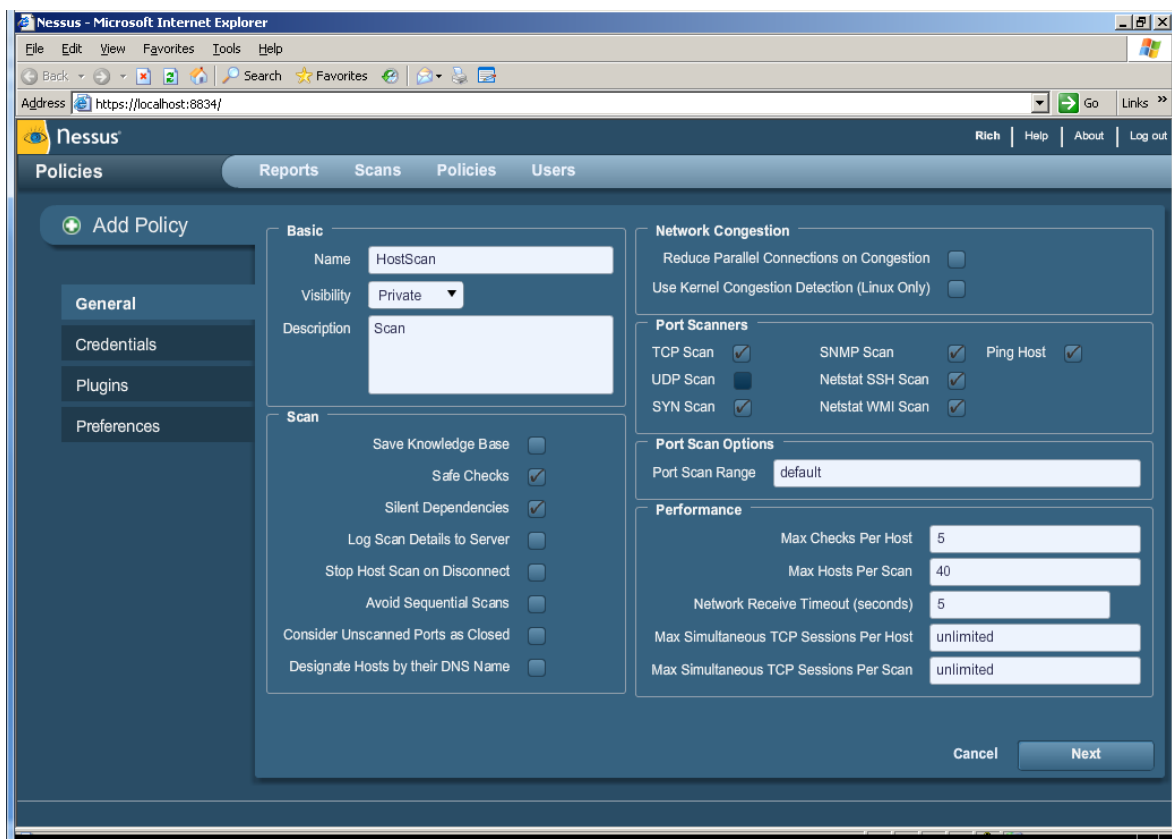 Nessus - Microsoft Internet Explorer
File Edit View Favorites Tools Help
Back Search Favorites
Address https://localhost:8834/ Go Links »
Nessus
Rich | Help | About | Log out
Policies
Reports Scans Policies Users
Add Policy
General
Credentials
Plugins
Preferences
Basic
Name HostScan
Visibility Private
Description Scan
Scan
Save Knowledge Base
Safe Checks
Silent Dependencies
Log Scan Details to Server
Stop Host Scan on Disconnect
Avoid Sequential Scans
Consider Unscanned Ports as Closed
Designate Hosts by their DNS Name
Network Congestion
Reduce Parallel Connections on Congestion
Use Kernel Congestion Detection (Linux Only)
Port Scanners
TCP Scan SNMP Scan Ping Host
UDP Scan Netstat SSH Scan
SYN Scan Netstat WMI Scan
Port Scan Options
Port Scan Range default
Performance
Max Checks Per Host 5
Max Hosts Per Scan 40
Network Receive Timeout (seconds) 5
Max Simultaneous TCP Sessions Per Host unlimited
Max Simultaneous TCP Sessions Per Scan unlimited
Cancel Next